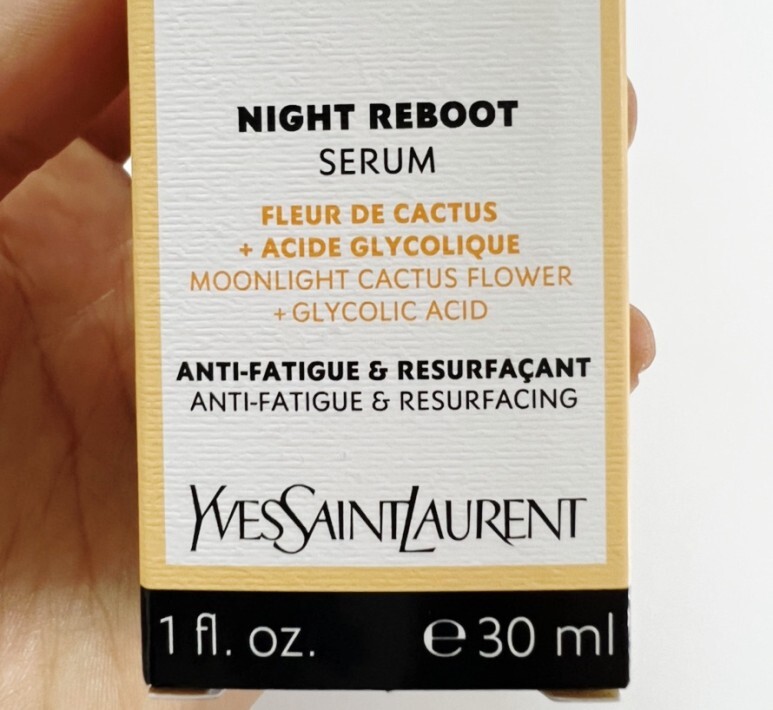 NIGHT REBOOT
SERUM
FLEUR DE CACTUS
+ ACIDE GLYCOLIQUE
MOONLIGHT CACTUS FLOWER
+ GLYCOLIC ACID
ANTI-FATIGUE & RESURFAÇANT
ANTI-FATIGUE & RESURFACING
YVESSAINTLAURENT
1 fl. oz. ℮ 30 ml